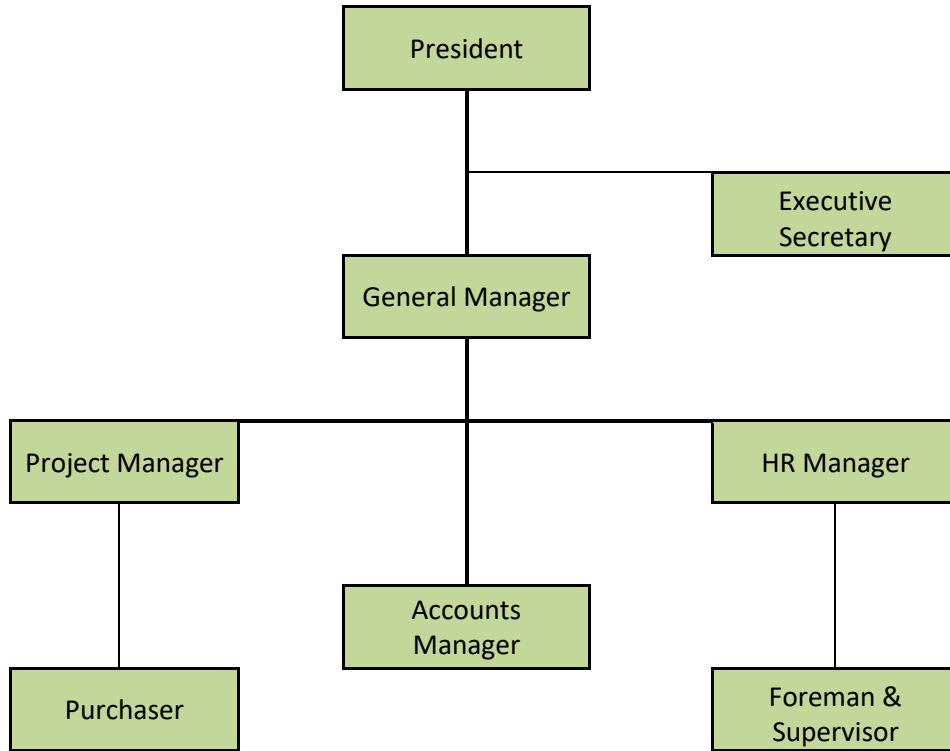 President
Executive
Secretary
General Manager
Project Manager
HR Manager
Accounts
Manager
Purchaser
Foreman &
Supervisor